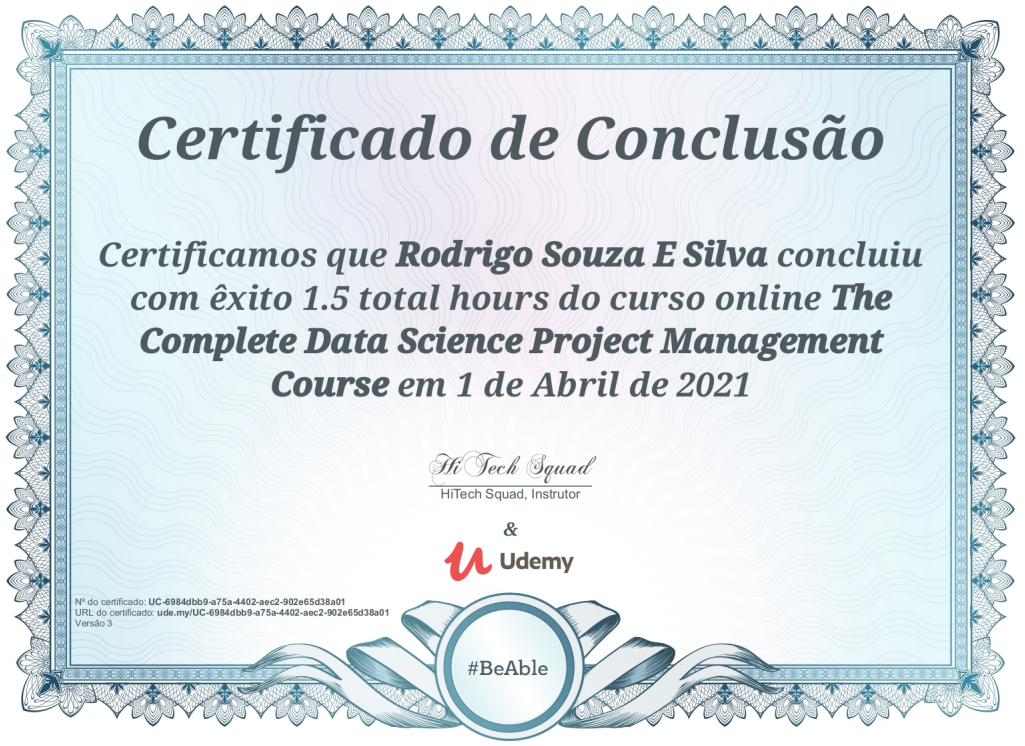 Certificado de Conclusão
Certificamos que Rodrigo Souza E Silva concluiu
com êxito 1.5 total hours do curso online The
Complete Data Science Project Management
Course em 1 de Abril de 2021
Hi Tech Squad
HiTech Squad, Instrutor
&
Udemy
Nº do certificado: UC-6984dbb9-a75a-4402-aec2-902e65d38a01
URL do certificado: ude.my/UC-6984dbb9-a75a-4402-aec2-902e65d38a01
Versão 3
#BeAble